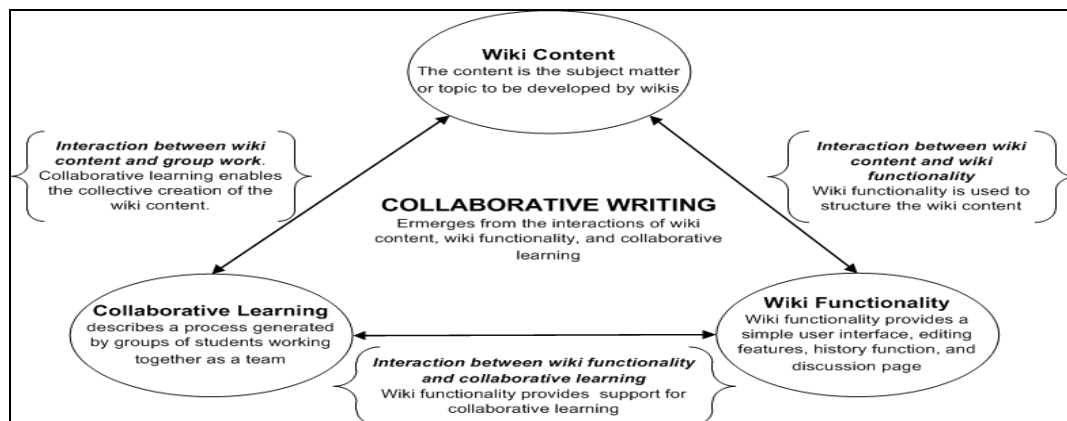 Wiki Content
The content is the subject matter
or topic to be developed by wikis
Interaction between wiki
content and group work.
Collaborative learning enables
the collective creation of the
wiki content.
Interaction between wiki
content and wiki
functionality
Wiki functionality is used to
structure the wiki content
COLLABORATIVE WRITING
Ermerges from the interactions of wiki
content, wiki functionality, and collaborative
learning
Collaborative Learning
describes a process generated
by groups of students working
together as a team
Wiki Functionality
Wiki functionality provides a
simple user interface, editing
features, history function, and
discussion page
Interaction between wiki functionality
and collaborative learning
Wiki functionality provides support for
collaborative learning